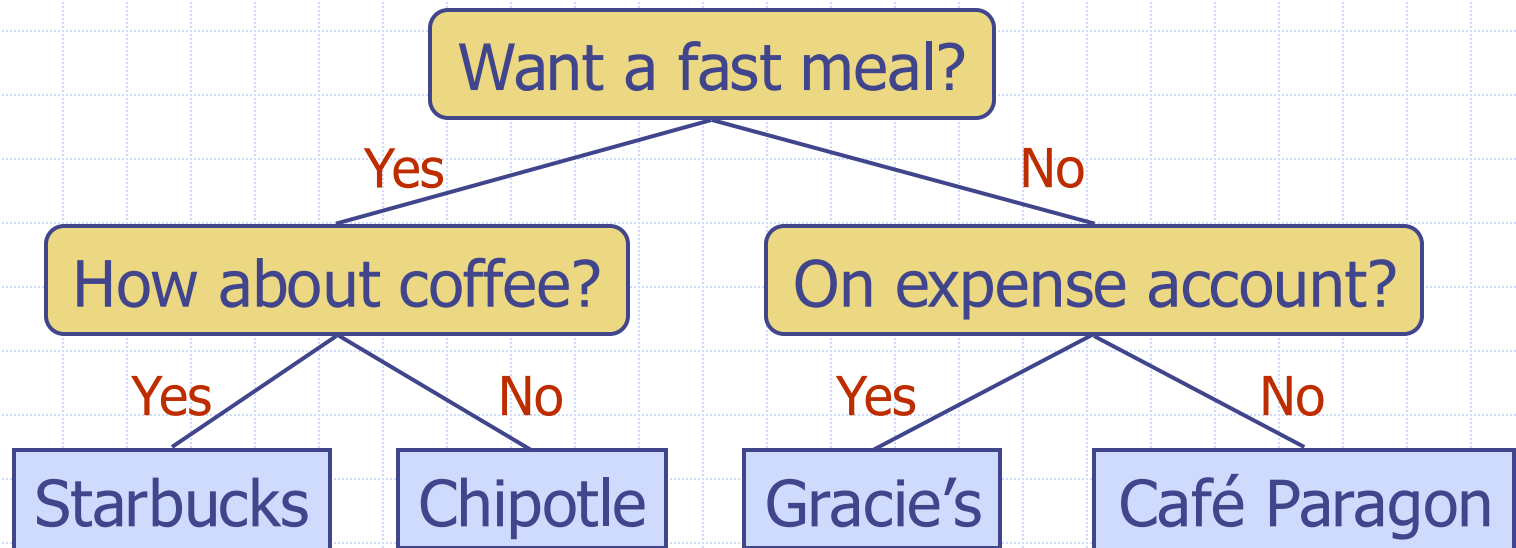 Want a fast meal?
Yes
No
How about coffee?
On expense account?
Yes
No
Yes
No
Starbucks
Chipotle
Gracie’s
Café Paragon